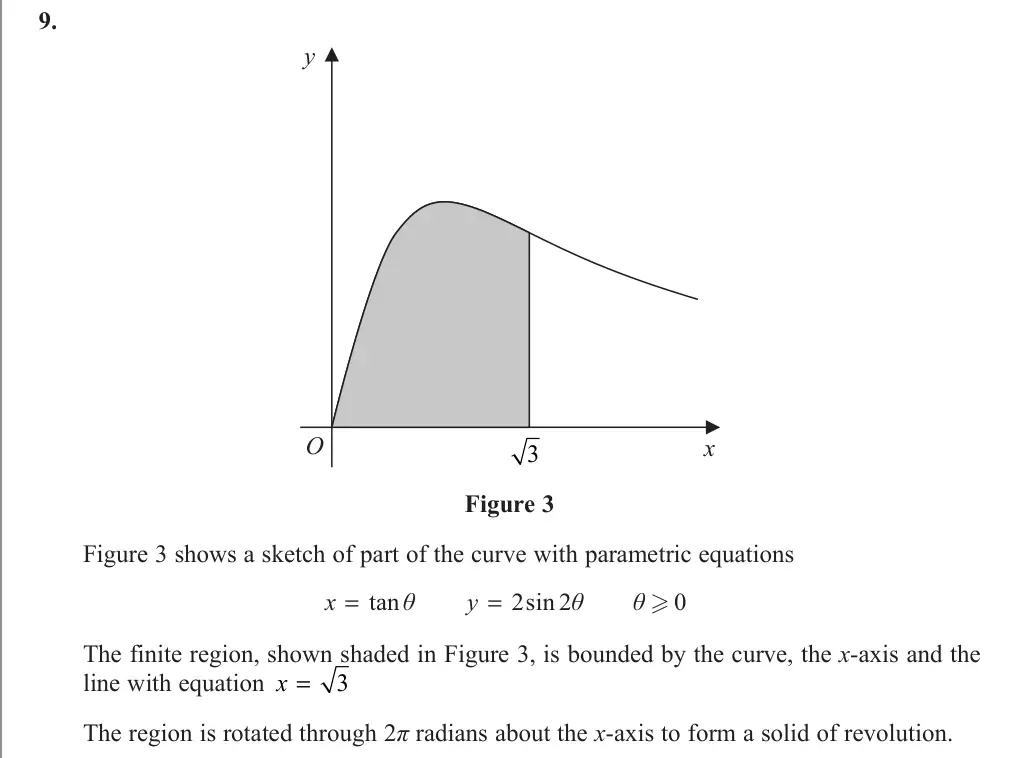 9.
y
O
√3
x
Figure 3
Figure 3 shows a sketch of part of the curve with parametric equations
x = tanθ y = 2sin2θ θ ⩾ 0
The finite region, shown shaded in Figure 3, is bounded by the curve, the x-axis and the
line with equation x = √3
The region is rotated through 2π radians about the x-axis to form a solid of revolution.